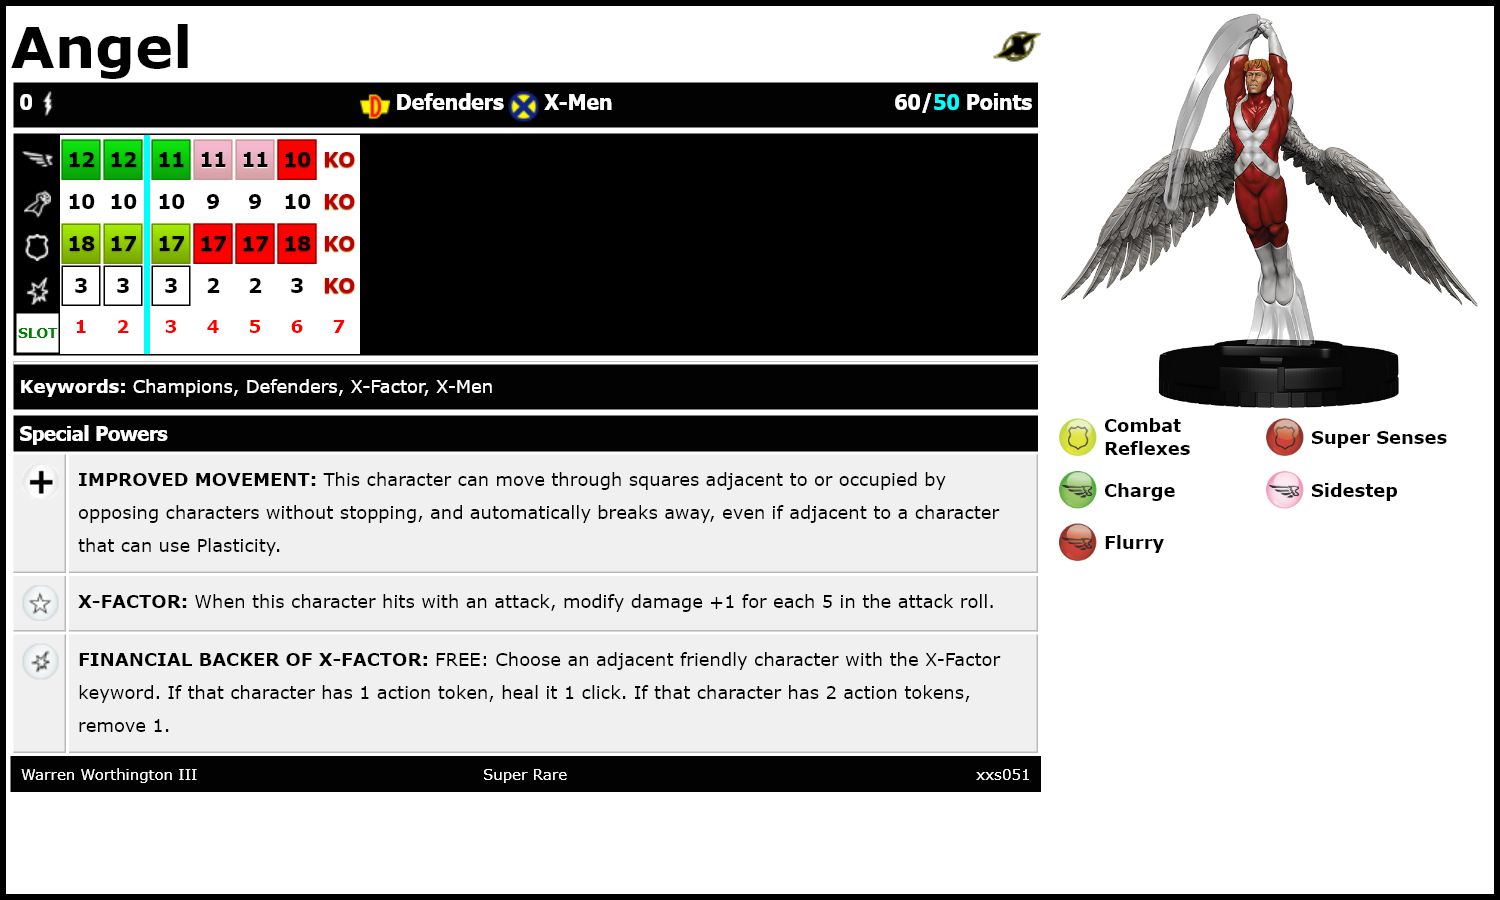 Angel
0 Defenders X-Men 60/50 Points
12 12 11 11 11 10 KO
10 10 10 9 9 10 KO
18 17 17 17 17 18 KO
3 3 3 2 2 3 KO
SLOT 1 2 3 4 5 6 7
Keywords: Champions, Defenders, X-Factor, X-Men
Special Powers
IMPROVED MOVEMENT: This character can move through squares adjacent to or occupied by
opposing characters without stopping, and automatically breaks away, even if adjacent to a character
that can use Plasticity.
X-FACTOR: When this character hits with an attack, modify damage +1 for each 5 in the attack roll.
FINANCIAL BACKER OF X-FACTOR: FREE: Choose an adjacent friendly character with the X-Factor
keyword. If that character has 1 action token, heal it 1 click. If that character has 2 action tokens,
remove 1.
Warren Worthington III Super Rare xxs051
Combat
Reflexes
Super Senses
Charge
Sidestep
Flurry